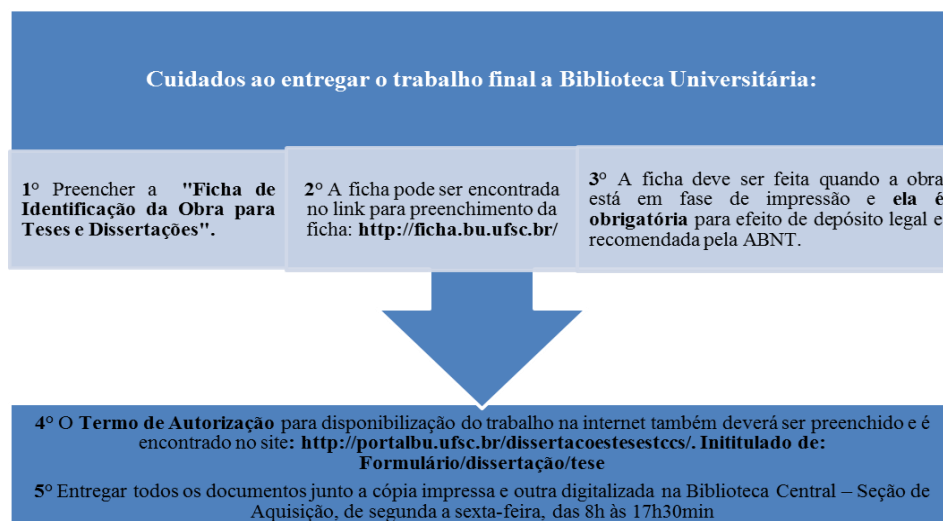 Cuidados ao entregar o trabalho final a Biblioteca Universitária:
1° Preencher a "Ficha de
Identificação da Obra para
Teses e Dissertações".
2° A ficha pode ser encontrada
no link para preenchimento da
ficha: http://ficha.bu.ufsc.br/
3° A ficha deve ser feita quando a obra
está em fase de impressão e ela é
obrigatória para efeito de depósito legal e
recomendada pela ABNT.
4° O Termo de Autorização para disponibilização do trabalho na internet também deverá ser preenchido e é
encontrado no site: http://portalbu.ufsc.br/dissertacoestesestccs/. Inititulado de:
Formulário/dissertação/tese
5° Entregar todos os documentos junto a cópia impressa e outra digitalizada na Biblioteca Central – Seção de
Aquisição, de segunda a sexta-feira, das 8h às 17h30min